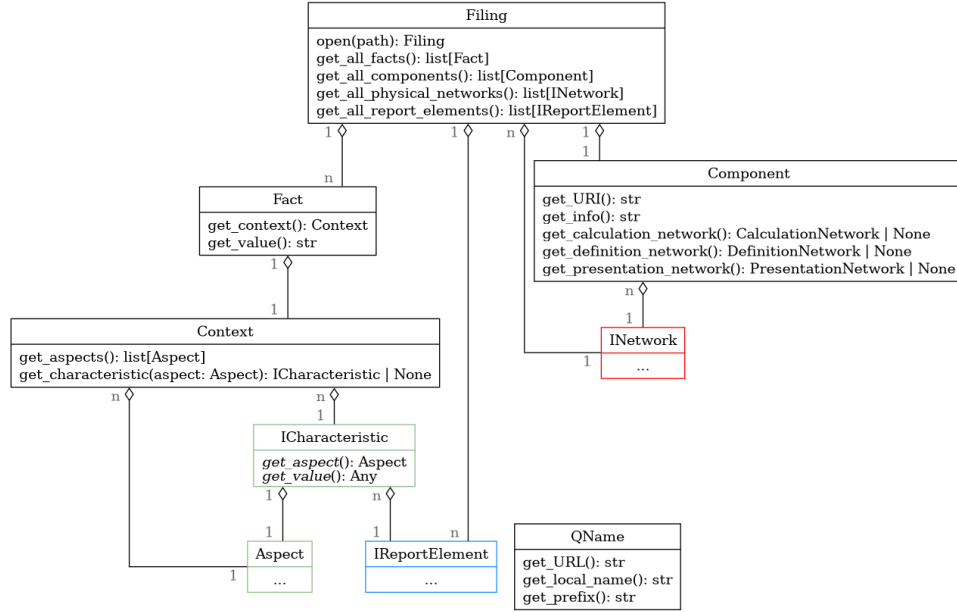 Filing
open(path): Filing
get_all_facts(): list[Fact]
get_all_components(): list[Component]
get_all_physical_networks(): list[INetwork]
get_all_report_elements(): list[IReportElement]
1
1
n
1
n
1
Fact
get_context(): Context
get_value(): str
Component
get_URI(): str
get_info(): str
get_calculation_network(): CalculationNetwork | None
get_definition_network(): DefinitionNetwork | None
get_presentation_network(): PresentationNetwork | None
1
1
n
1
Context
get_aspects(): list[Aspect]
get_characteristic(aspect: Aspect): ICharacteristic | None
INetwork
...
1
n
n
1
ICharacteristic
get_aspect(): Aspect
get_value(): Any
1
n
1
1
n
Aspect
...
1
IReportElement
...
QName
get_URL(): str
get_local_name(): str
get_prefix(): str